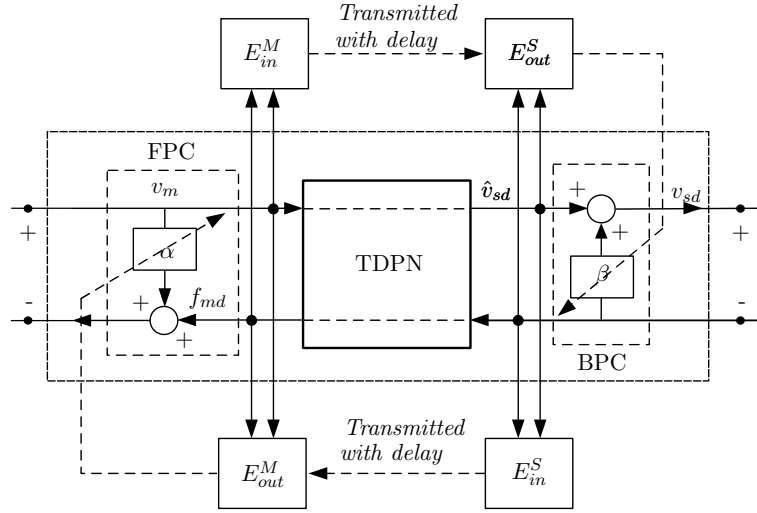 Transmitted
with delay
E_{in}^{M}
E_{out}^{S}
FPC
v_m
\hat{v}_{sd}
+
v_{sd}
+
+
+
α
TDPN
β
-
+
f_{md}
+
-
BPC
Transmitted
with delay
E_{out}^{M}
E_{in}^{S}